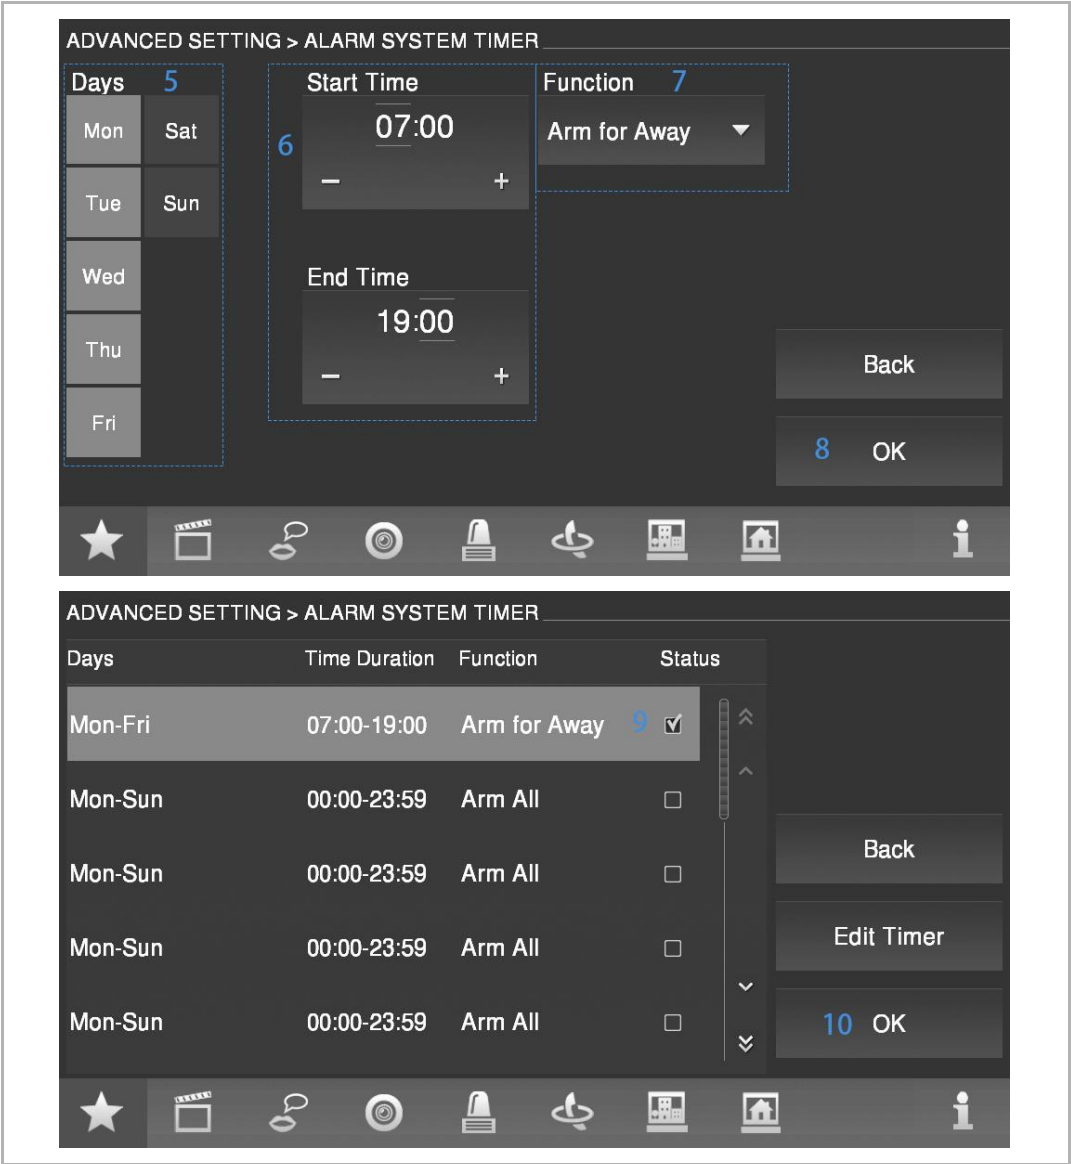 ADVANCED SETTING > ALARM SYSTEM TIMER
Days 5 Start Time Function 7
Mon Sat 6 07:00 Arm for Away
− +
Tue Sun
Wed End Time
19:00
Thu Back
− +
Fri 8 OK
ADVANCED SETTING > ALARM SYSTEM TIMER
Days Time Duration Function Status
Mon-Fri 07:00-19:00 Arm for Away 9
Mon-Sun 00:00-23:59 Arm All
Back
Mon-Sun 00:00-23:59 Arm All
Edit Timer
Mon-Sun 00:00-23:59 Arm All
Mon-Sun 00:00-23:59 Arm All 10 OK